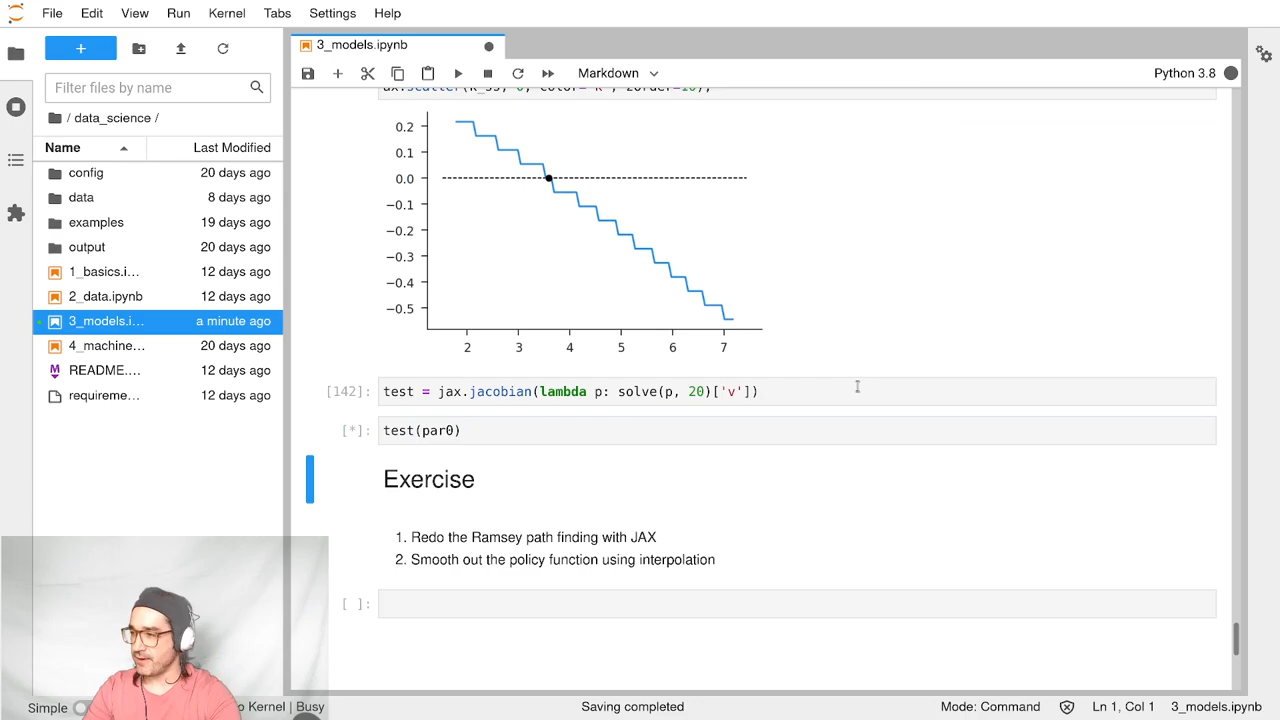 File Edit View Run Kernel Tabs Settings Help
3_models.ipynb
Markdown
Python 3.8
Filter files by name
/ data_science /
Name Last Modified
config 20 days ago
data 8 days ago
examples 19 days ago
output 20 days ago
1_basics.i... 12 days ago
2_data.ipynb 12 days ago
3_models.i... a minute ago
4_machine... 20 days ago
README.... 12 days ago
requireme... 12 days ago
0.2
0.1
0.0
−0.1
−0.2
−0.3
−0.4
−0.5
2 3 4 5 6 7
[142]: test = jax.jacobian(lambda p: solve(p, 20)['v'])
[*]: test(par0)
Exercise
1. Redo the Ramsey path finding with JAX
2. Smooth out the policy function using interpolation
[ ]:
Simple
o Kernel | Busy
Saving completed
Mode: Command
Ln 1, Col 1
3_models.ipynb